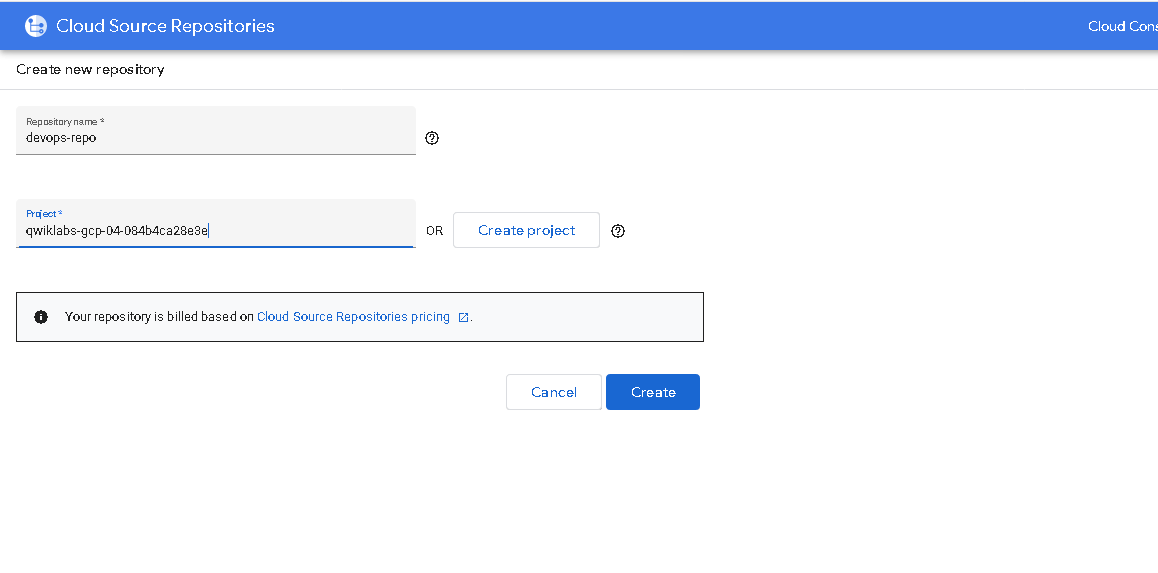 Cloud Source Repositories
Cloud Cons
Create new repository
Repository name *
devops-repo
Project *
qwiklabs-gcp-04-084b4ca28e3e
OR
Create project
Your repository is billed based on Cloud Source Repositories pricing .
Cancel
Create